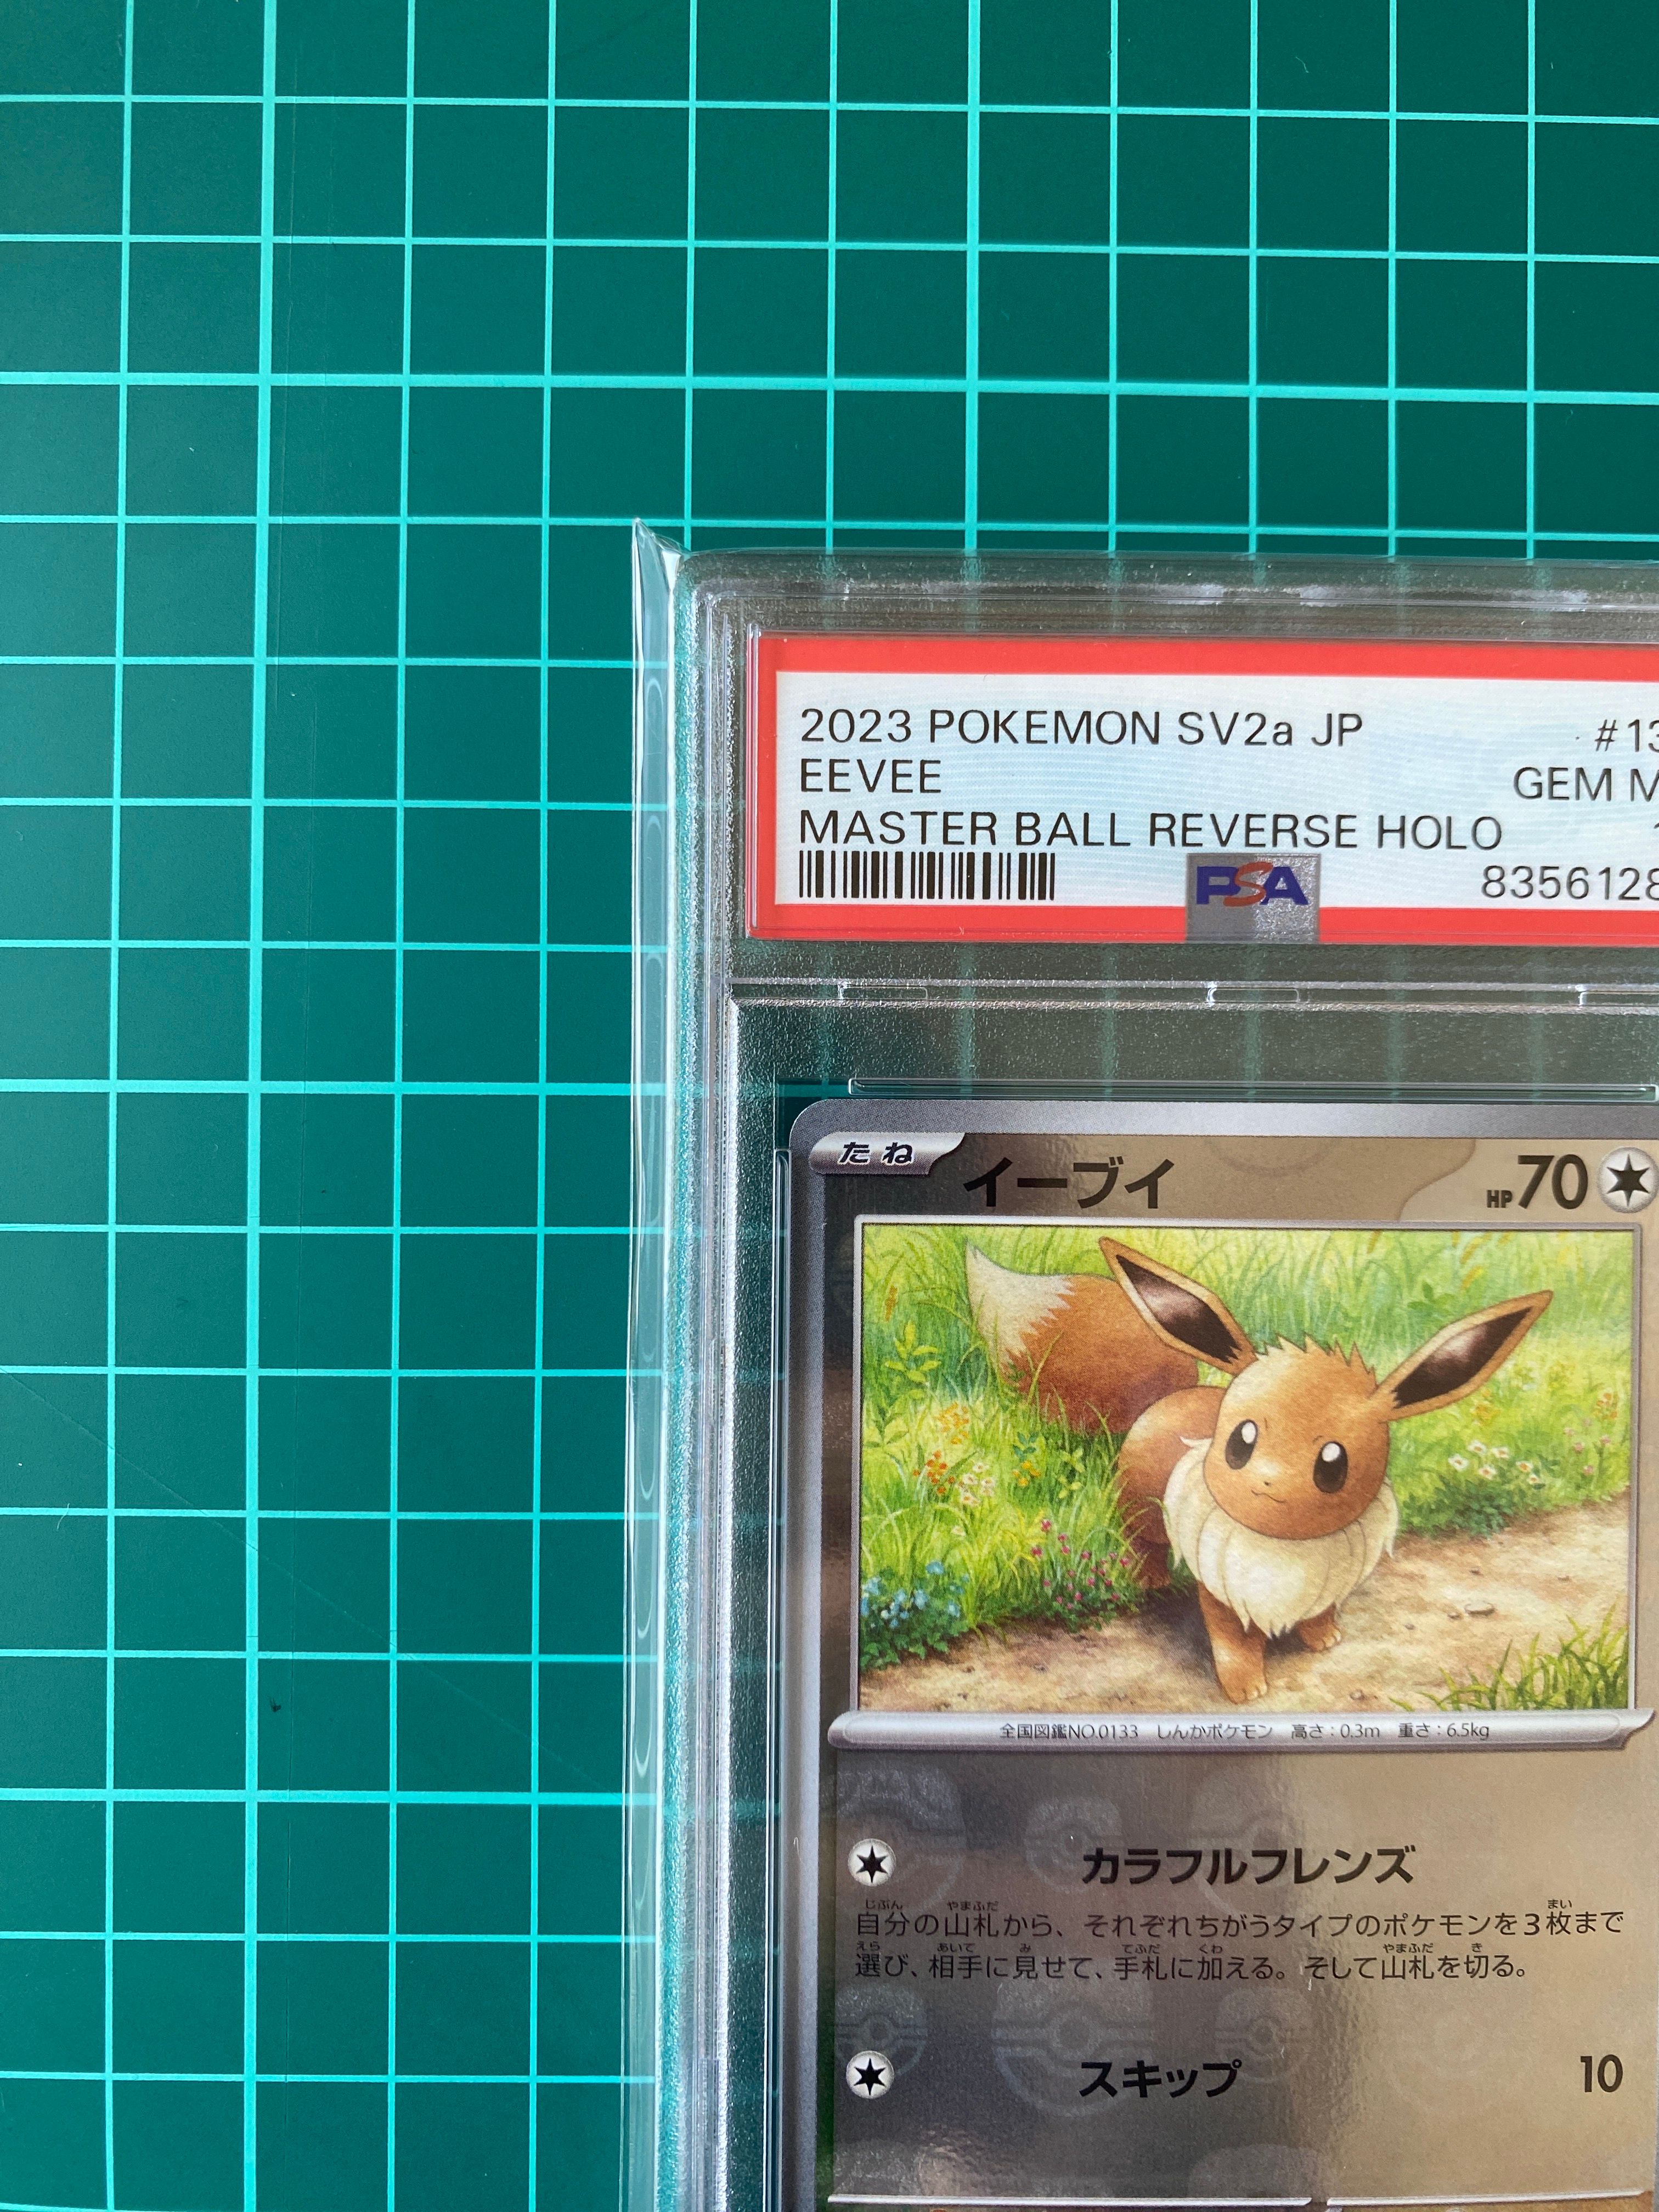 2023 POKEMON SV2a JP #13
EEVEE GEM M
MASTER BALL REVERSE HOLO 1
PSA 8356128
たね イーブイ HP70
全国図鑑NO.0133 しんかポケモン 高さ:0.3m 重さ:6.5kg
カラフルフレンズ
自分の山札から、それぞれちがうタイプのポケモンを3枚まで
選び、相手に見せて、手札に加える。そして山札を切る。
スキップ 10